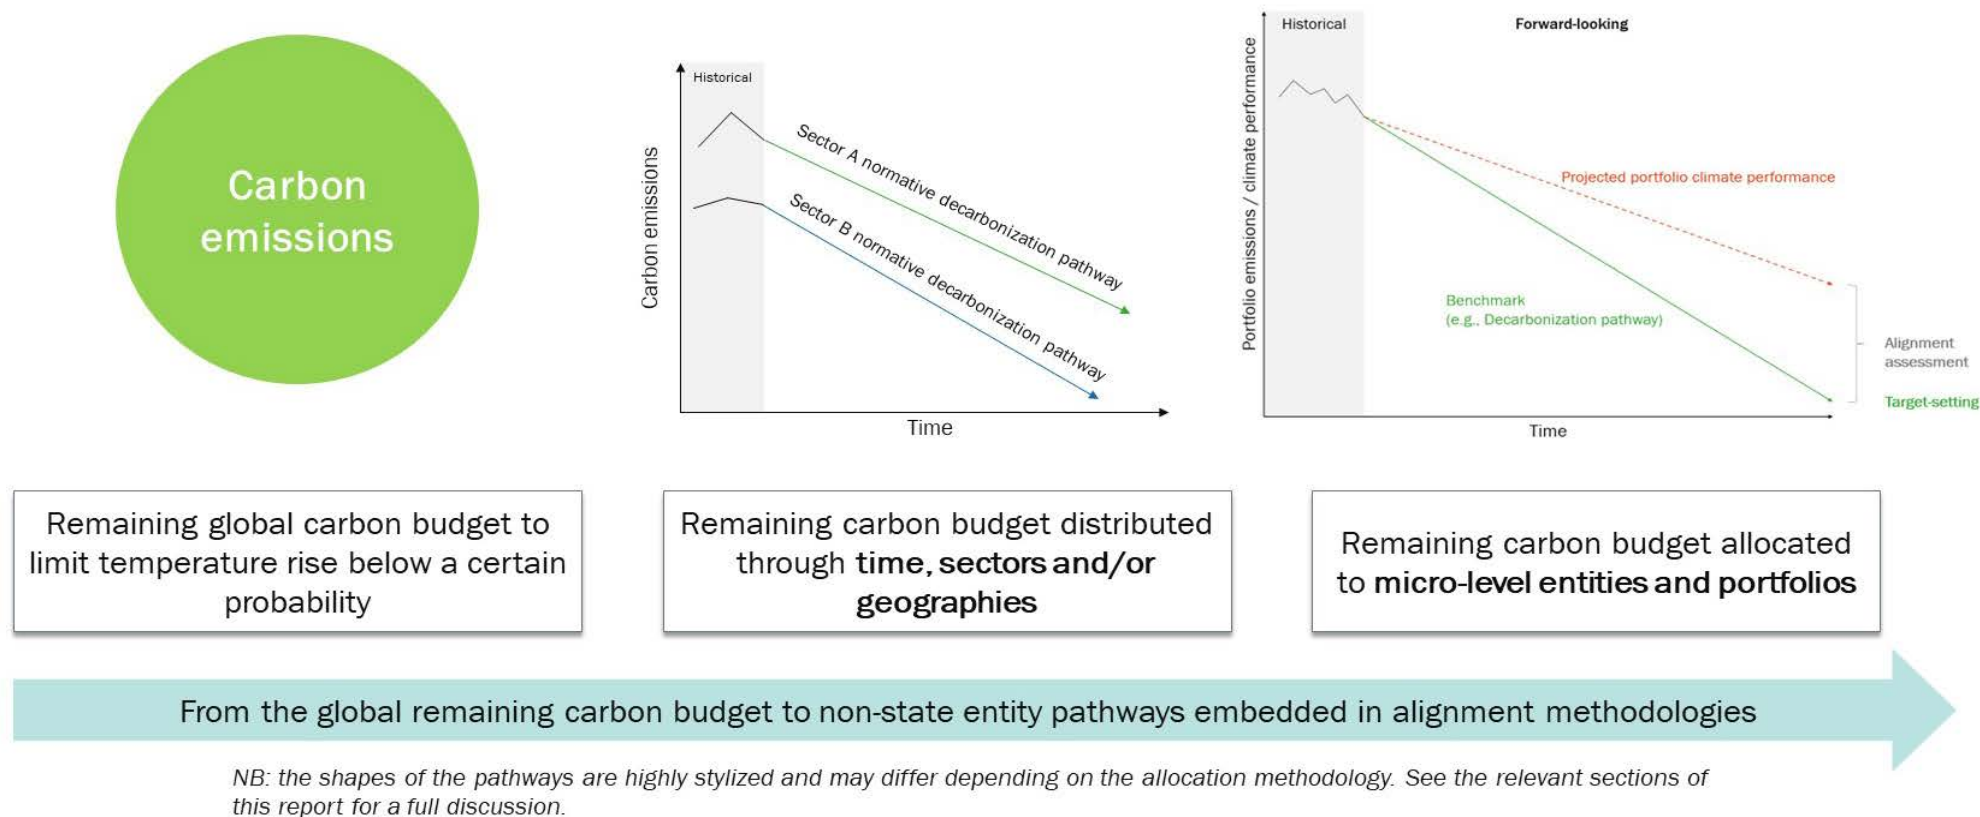 Carbon
emissions
Historical
Carbon emissions
Sector A normative decarbonization pathway
Sector B normative decarbonization pathway
Time
Historical
Forward-looking
Portfolio emissions / climate performance
Projected portfolio climate performance
Benchmark
(e.g., Decarbonization pathway)
Alignment
assessment
Target-setting
Time
Remaining global carbon budget to
limit temperature rise below a certain
probability
Remaining carbon budget distributed
through time, sectors and/or
geographies
Remaining carbon budget allocated
to micro-level entities and portfolios
From the global remaining carbon budget to non-state entity pathways embedded in alignment methodologies
NB: the shapes of the pathways are highly stylized and may differ depending on the allocation methodology. See the relevant sections of
this report for a full discussion.